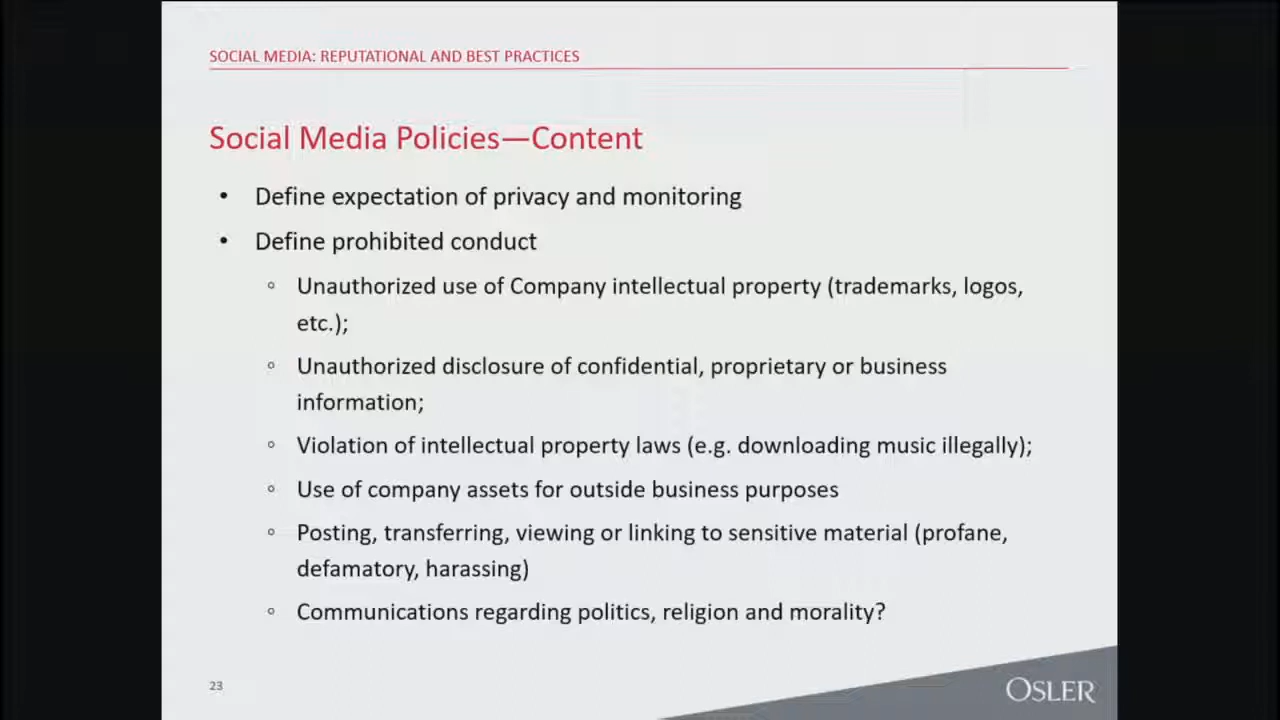 SOCIAL MEDIA: REPUTATIONAL AND BEST PRACTICES
Social Media Policies—Content
• Define expectation of privacy and monitoring
• Define prohibited conduct
◦ Unauthorized use of Company intellectual property (trademarks, logos,
etc.);
◦ Unauthorized disclosure of confidential, proprietary or business
information;
◦ Violation of intellectual property laws (e.g. downloading music illegally);
◦ Use of company assets for outside business purposes
◦ Posting, transferring, viewing or linking to sensitive material (profane,
defamatory, harassing)
◦ Communications regarding politics, religion and morality?
23
OSLER